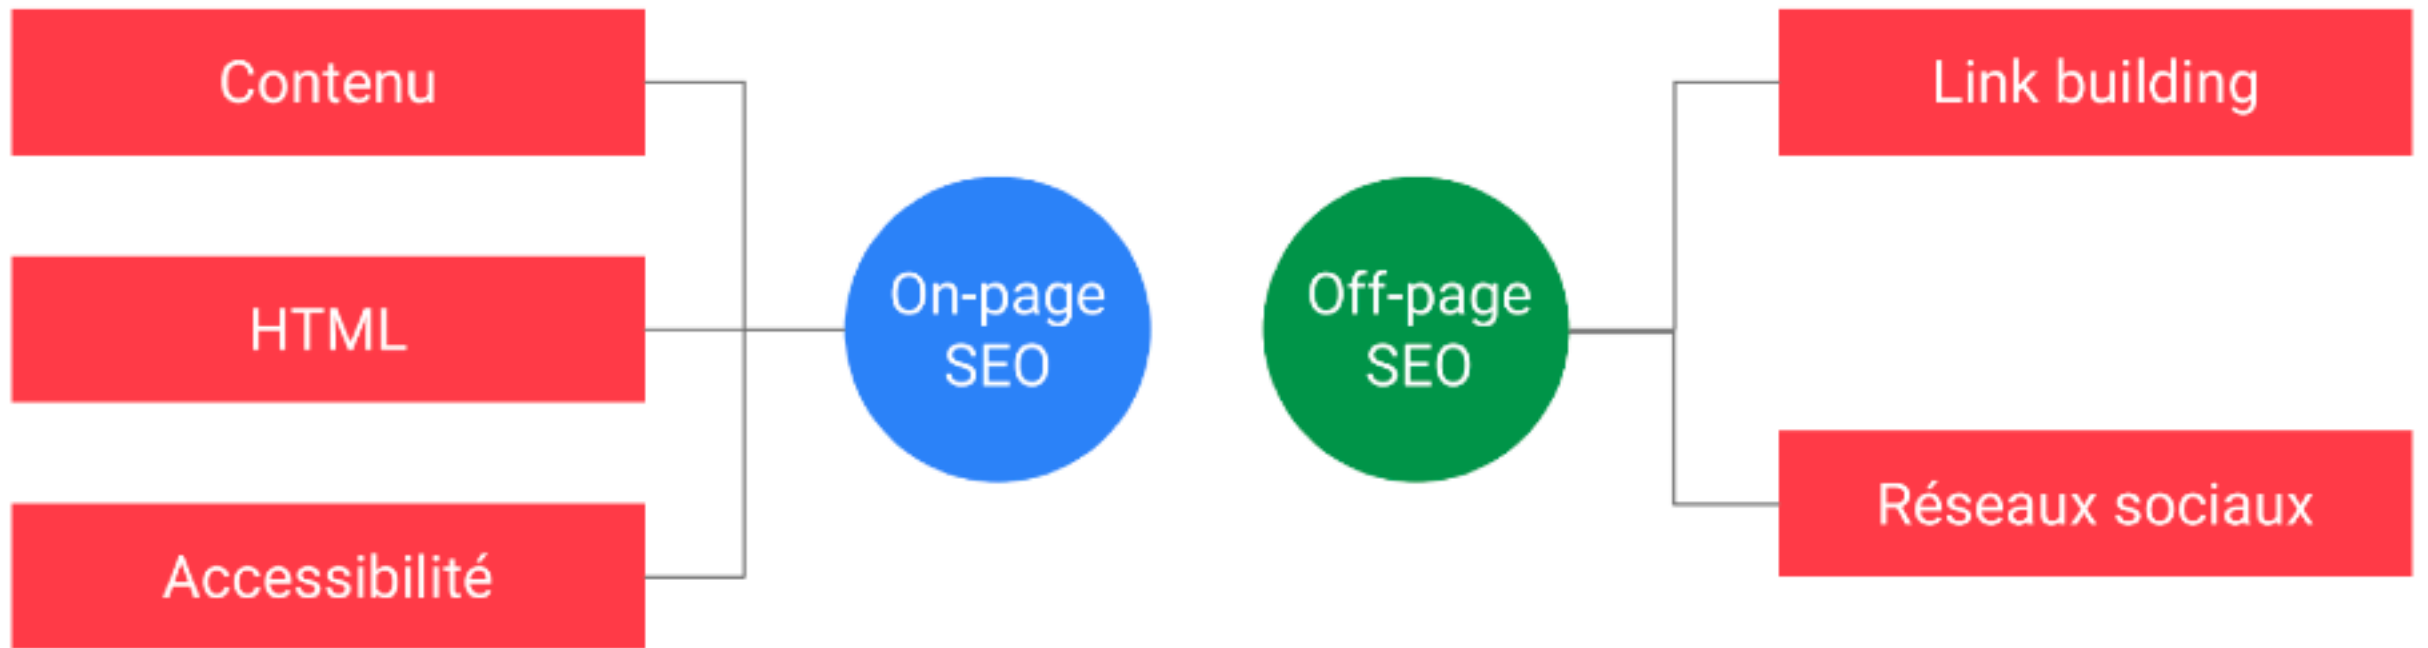 Contenu
HTML
Accessibilité
On-page
SEO
Off-page
SEO
Link building
Réseaux sociaux